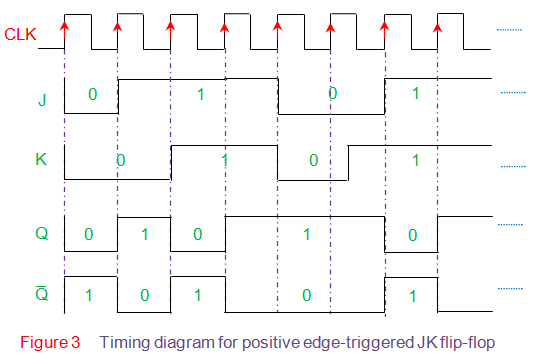 CLK
J 0 1 0 1
K 0 1 0 1
Q 0 1 0 1 0
Q̅ 1 0 1 0 1
Figure 3 Timing diagram for positive edge-triggered JK flip-flop